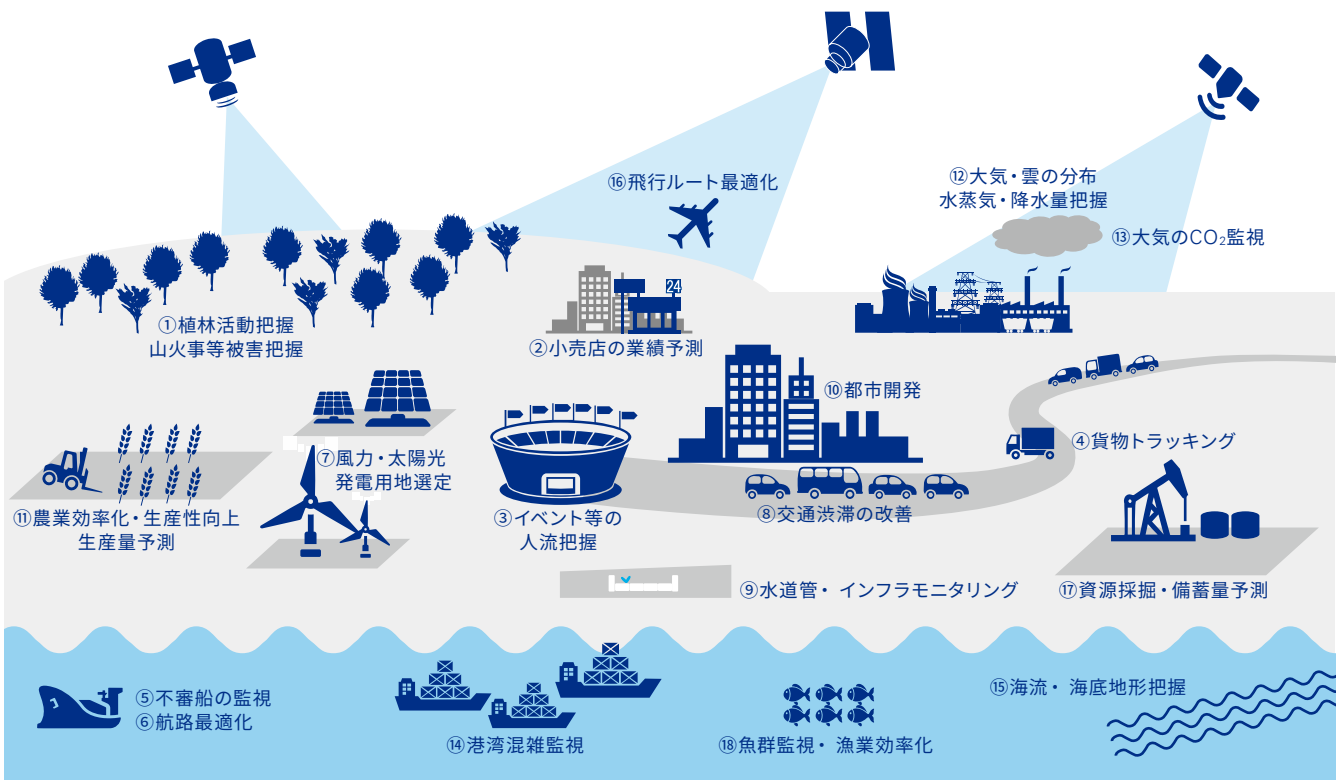 ⑯飛行ルート最適化
⑫大気・雲の分布
水蒸気・降水量把握
⑬大気のCO₂監視
24
①植林活動把握
山火事等被害把握
②小売店の業績予測
⑩都市開発
④貨物トラッキング
⑦風力・太陽光
発電用地選定
⑪農業効率化・生産性向上
生産量予測
③イベント等の
人流把握
⑧交通渋滞の改善
⑨水道管・ インフラモニタリング
⑰資源採掘・備蓄量予測
⑤不審船の監視
⑥航路最適化
⑭港湾混雑監視
⑱魚群監視・ 漁業効率化
⑮海流・ 海底地形把握